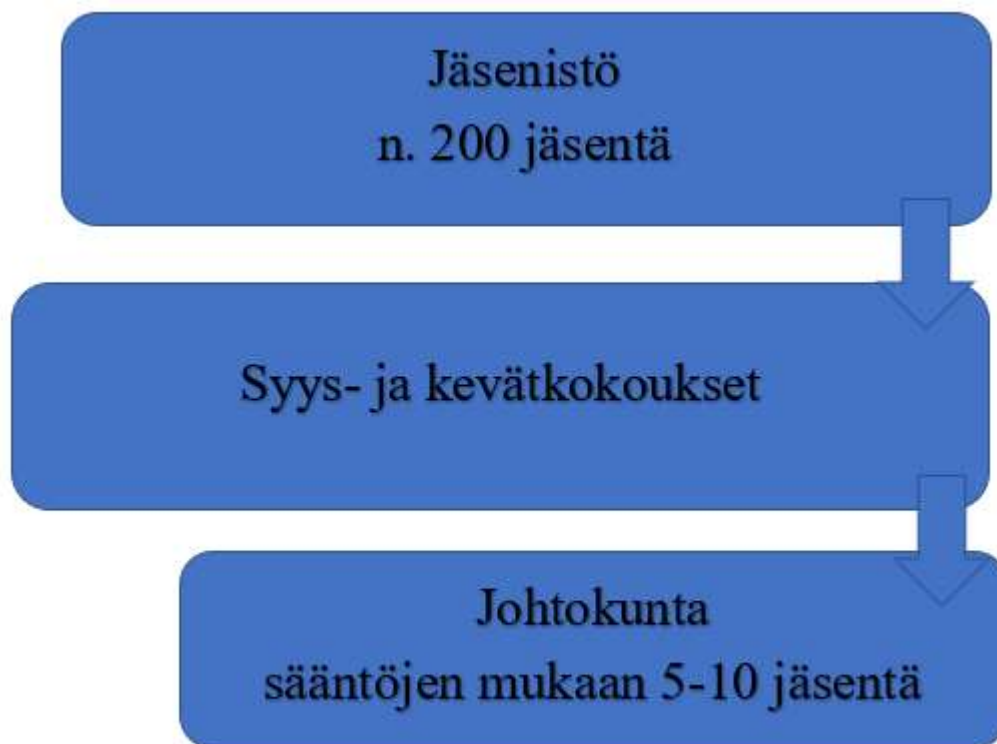 Jäsenistö
n. 200 jäsentä
Syys- ja kevätkokoukset
Johtokunta
sääntöjen mukaan 5-10 jäsentä